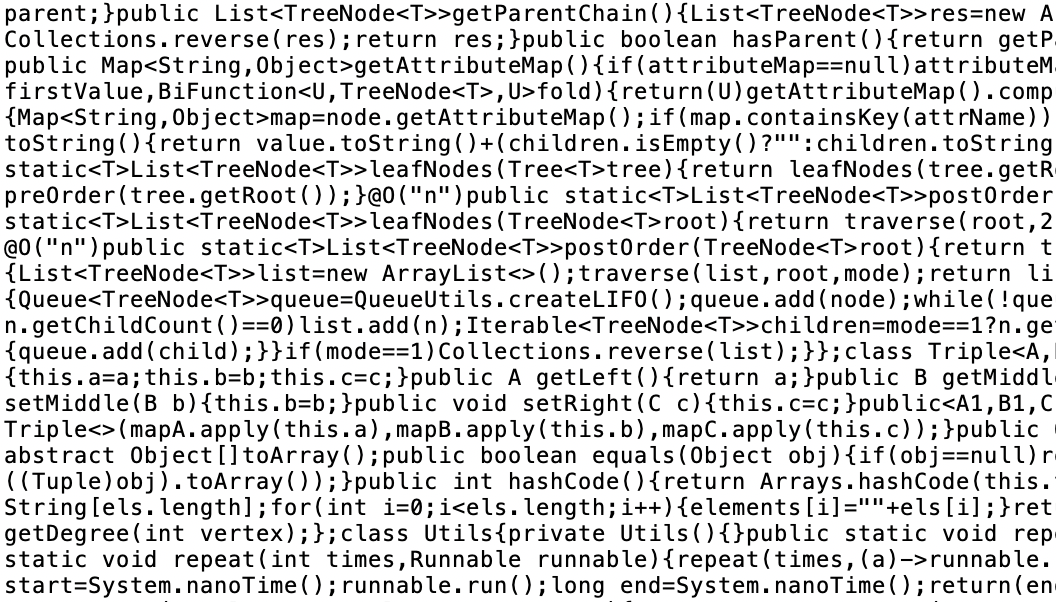 parent;}public List<TreeNode<T>>getParentChain(){List<TreeNode<T>>res=new A
Collections.reverse(res);return res;}public boolean hasParent(){return getP
public Map<String,Object>getAttributeMap(){if(attributeMap==null)attributeMa
firstValue,BiFunction<U,TreeNode<T>,U>fold){return(U)getAttributeMap().comp
{Map<String,Object>map=node.getAttributeMap();if(map.containsKey(attrName))
toString(){return value.toString()+(children.isEmpty()?"":children.toString
static<T>List<TreeNode<T>>leafNodes(Tree<T>tree){return leafNodes(tree.getR
preOrder(tree.getRoot());}@O("n")public static<T>List<TreeNode<T>>postOrder
static<T>List<TreeNode<T>>leafNodes(TreeNode<T>root){return traverse(root,2
@O("n")public static<T>List<TreeNode<T>>postOrder(TreeNode<T>root){return t
{List<TreeNode<T>>list=new ArrayList<>();traverse(list,root,mode);return li
{Queue<TreeNode<T>>queue=QueueUtils.createLIFO();queue.add(node);while(!que
n.getChildCount()==0)list.add(n);Iterable<TreeNode<T>>children=mode==1?n.ge
{queue.add(child);}}if(mode==1)Collections.reverse(list);}};class Triple<A,
{this.a=a;this.b=b;this.c=c;}public A getLeft(){return a;}public B getMiddle
setMiddle(B b){this.b=b;}public void setRight(C c){this.c=c;}public<A1,B1,C
Triple<>(mapA.apply(this.a),mapB.apply(this.b),mapC.apply(this.c));}public
abstract Object[]toArray();public boolean equals(Object obj){if(obj==null)r
((Tuple)obj).toArray());}public int hashCode(){return Arrays.hashCode(this.
String[els.length];for(int i=0;i<els.length;i++){elements[i]=""+els[i];}ret
getDegree(int vertex);};class Utils{private Utils(){}public static void repe
static void repeat(int times,Runnable runnable){repeat(times,(a)->runnable.
start=System.nanoTime();runnable.run();long end=System.nanoTime();return(en